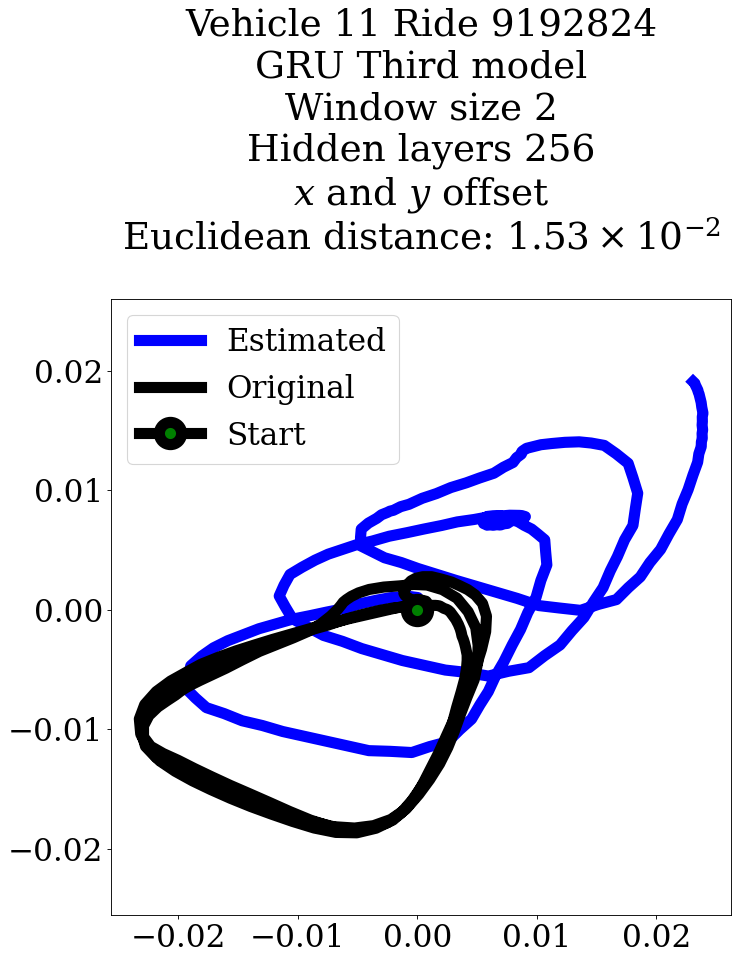 Vehicle 11 Ride 9192824
GRU Third model
Window size 2
Hidden layers 256
x and y offset
Euclidean distance: 1.53 × 10⁻²
Estimated
Original
Start
0.02
0.01
0.00
−0.01
−0.02
−0.02 −0.01 0.00 0.01 0.02